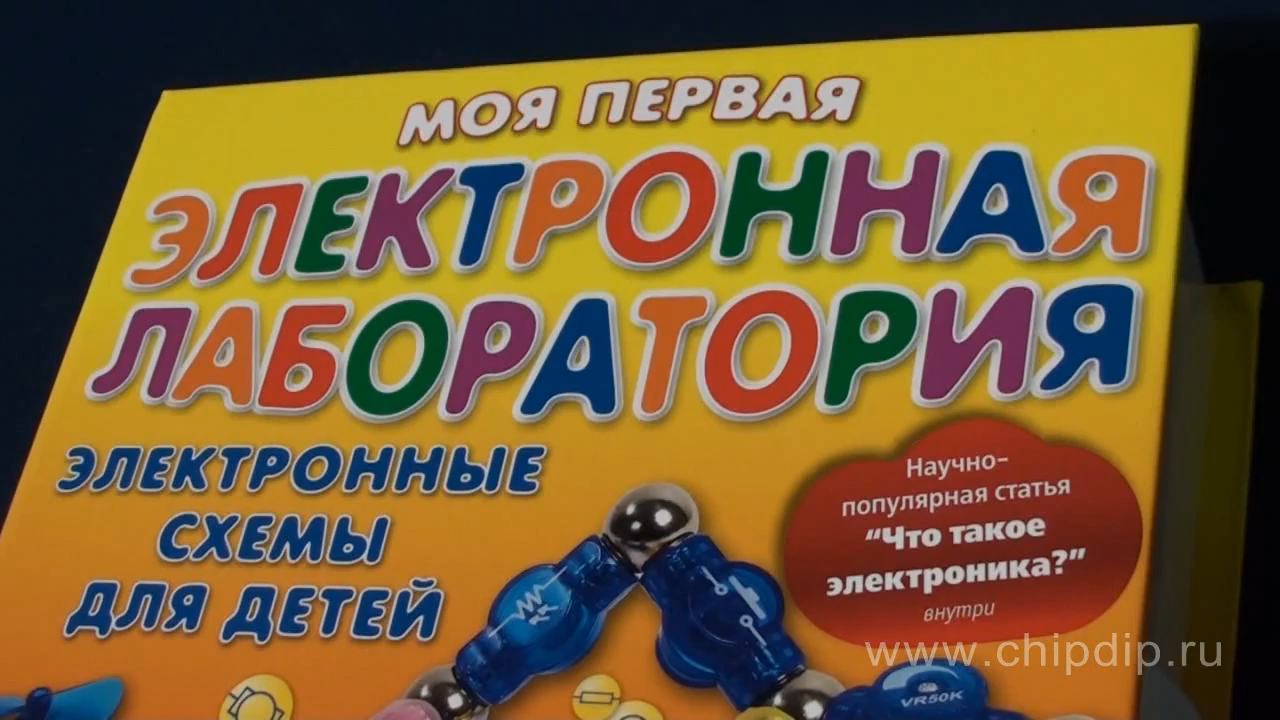 МОЯ ПЕРВАЯ
ЭЛЕКТРОННАЯ
ЛАБОРАТОРИЯ
ЭЛЕКТРОННЫЕ
СХЕМЫ
ДЛЯ ДЕТЕЙ
Научно-
популярная статья
“Что такое
электроника?”
внутри
www.chipdip.ru
VR50K